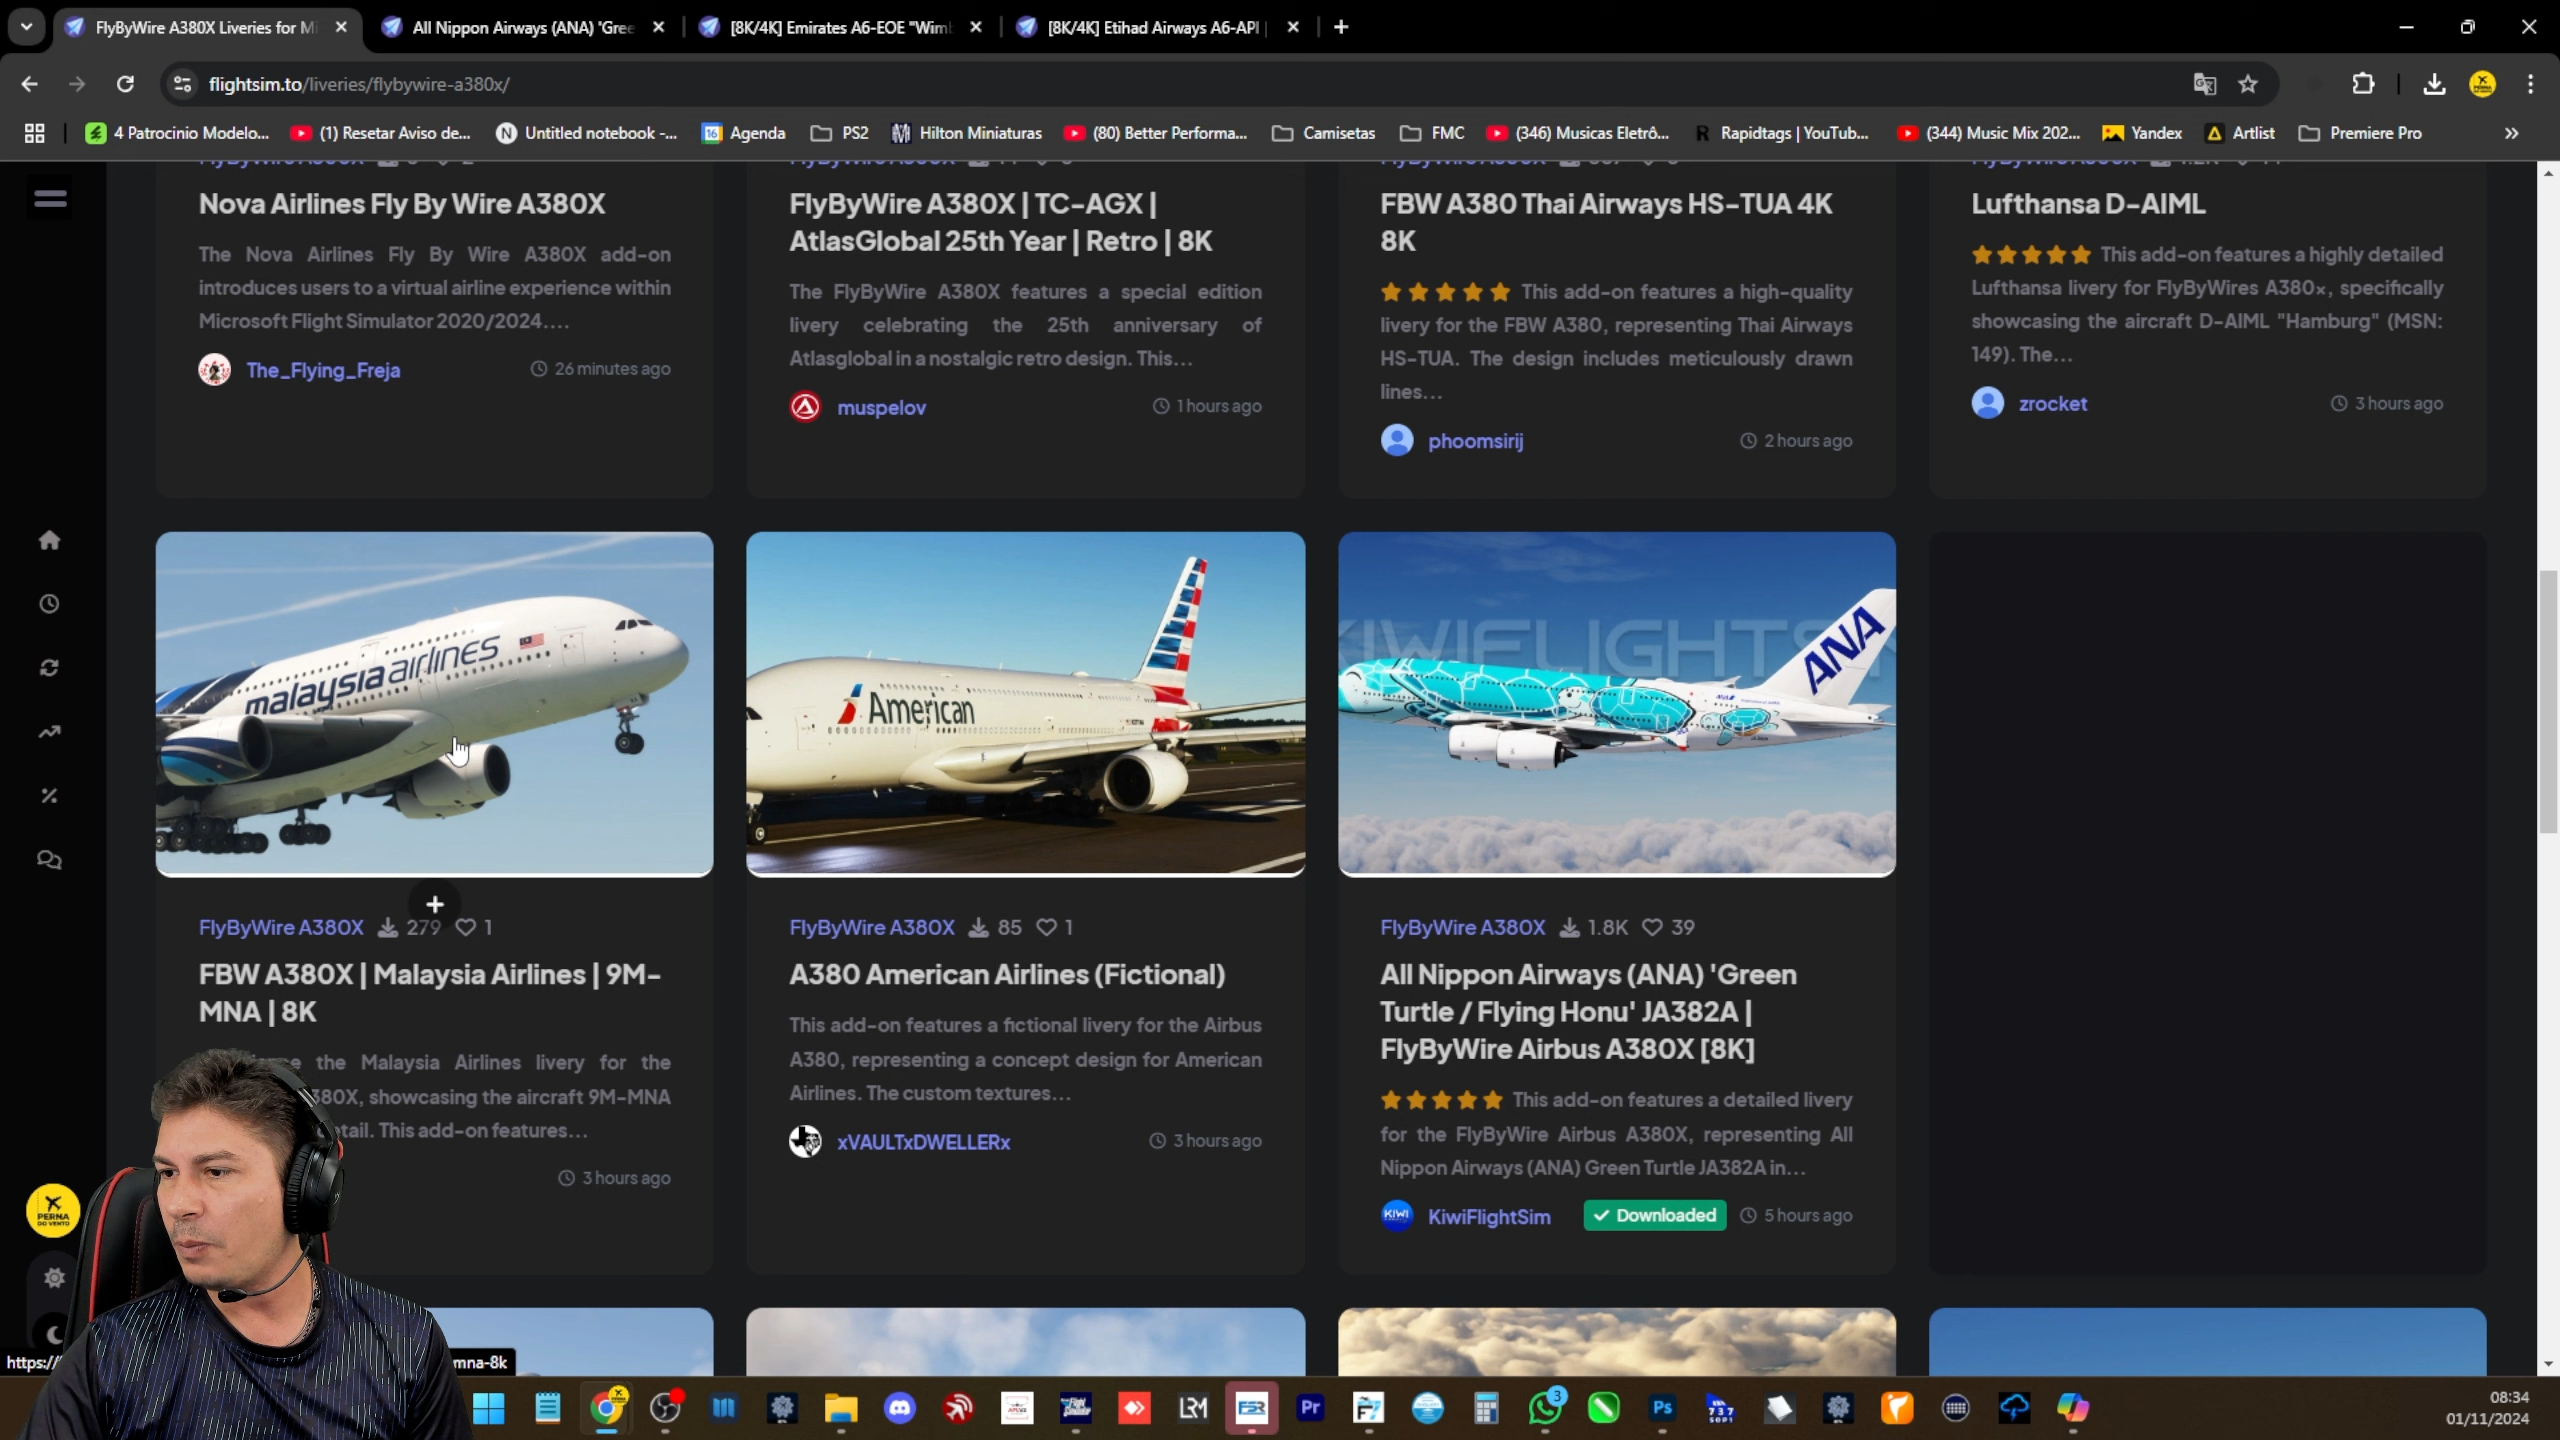 FlyByWire A380X Liveries for Mi
All Nippon Airways (ANA) 'Gree
[8K/4K] Emirates A6-EOE "Wimb
[8K/4K] Etihad Airways A6-API |
flightsim.to/liveries/flybywire-a380x/
4 Patrocinio Modelo...
(1) Resetar Aviso de...
Untitled notebook -...
Agenda
PS2
Hilton Miniaturas
(80) Better Performa...
Camisetas
FMC
(346) Musicas Eletrô...
Rapidtags | YouTub...
(344) Music Mix 202...
Yandex
Artlist
Premiere Pro
Nova Airlines Fly By Wire A380X
The Nova Airlines Fly By Wire A380X add-on
introduces users to a virtual airline experience within
Microsoft Flight Simulator 2020/2024....
The_Flying_Freja
26 minutes ago
FlyByWire A380X | TC-AGX |
AtlasGlobal 25th Year | Retro | 8K
The FlyByWire A380X features a special edition
livery celebrating the 25th anniversary of
Atlasglobal in a nostalgic retro design. This...
muspelov
1 hours ago
FBW A380 Thai Airways HS-TUA 4K
8K
This add-on features a high-quality
livery for the FBW A380, representing Thai Airways
HS-TUA. The design includes meticulously drawn
lines...
phoomsirij
2 hours ago
Lufthansa D-AIML
This add-on features a highly detailed
Lufthansa livery for FlyByWires A380×, specifically
showcasing the aircraft D-AIML "Hamburg" (MSN:
149). The...
zrocket
3 hours ago
malaysia airlines
American
KIWIFLIGHTS
ANA
FlyByWire A380X 279 1
FBW A380X | Malaysia Airlines | 9M-
MNA | 8K
the Malaysia Airlines livery for the
380X, showcasing the aircraft 9M-MNA
This add-on features...
3 hours ago
FlyByWire A380X 85 1
A380 American Airlines (Fictional)
This add-on features a fictional livery for the Airbus
A380, representing a concept design for American
Airlines. The custom textures...
xVAULTxDWELLERx
3 hours ago
FlyByWire A380X 1.8K 39
All Nippon Airways (ANA) 'Green
Turtle / Flying Honu' JA382A |
FlyByWire Airbus A380X [8K]
This add-on features a detailed livery
for the FlyByWire Airbus A380X, representing All
Nippon Airways (ANA) Green Turtle JA382A in...
KiwiFlightSim
Downloaded
5 hours ago
PERNA
DO VENTO
https://
mna-8k
LRM
FSR
Pr
3
Ps
737
08:34
01/11/2024